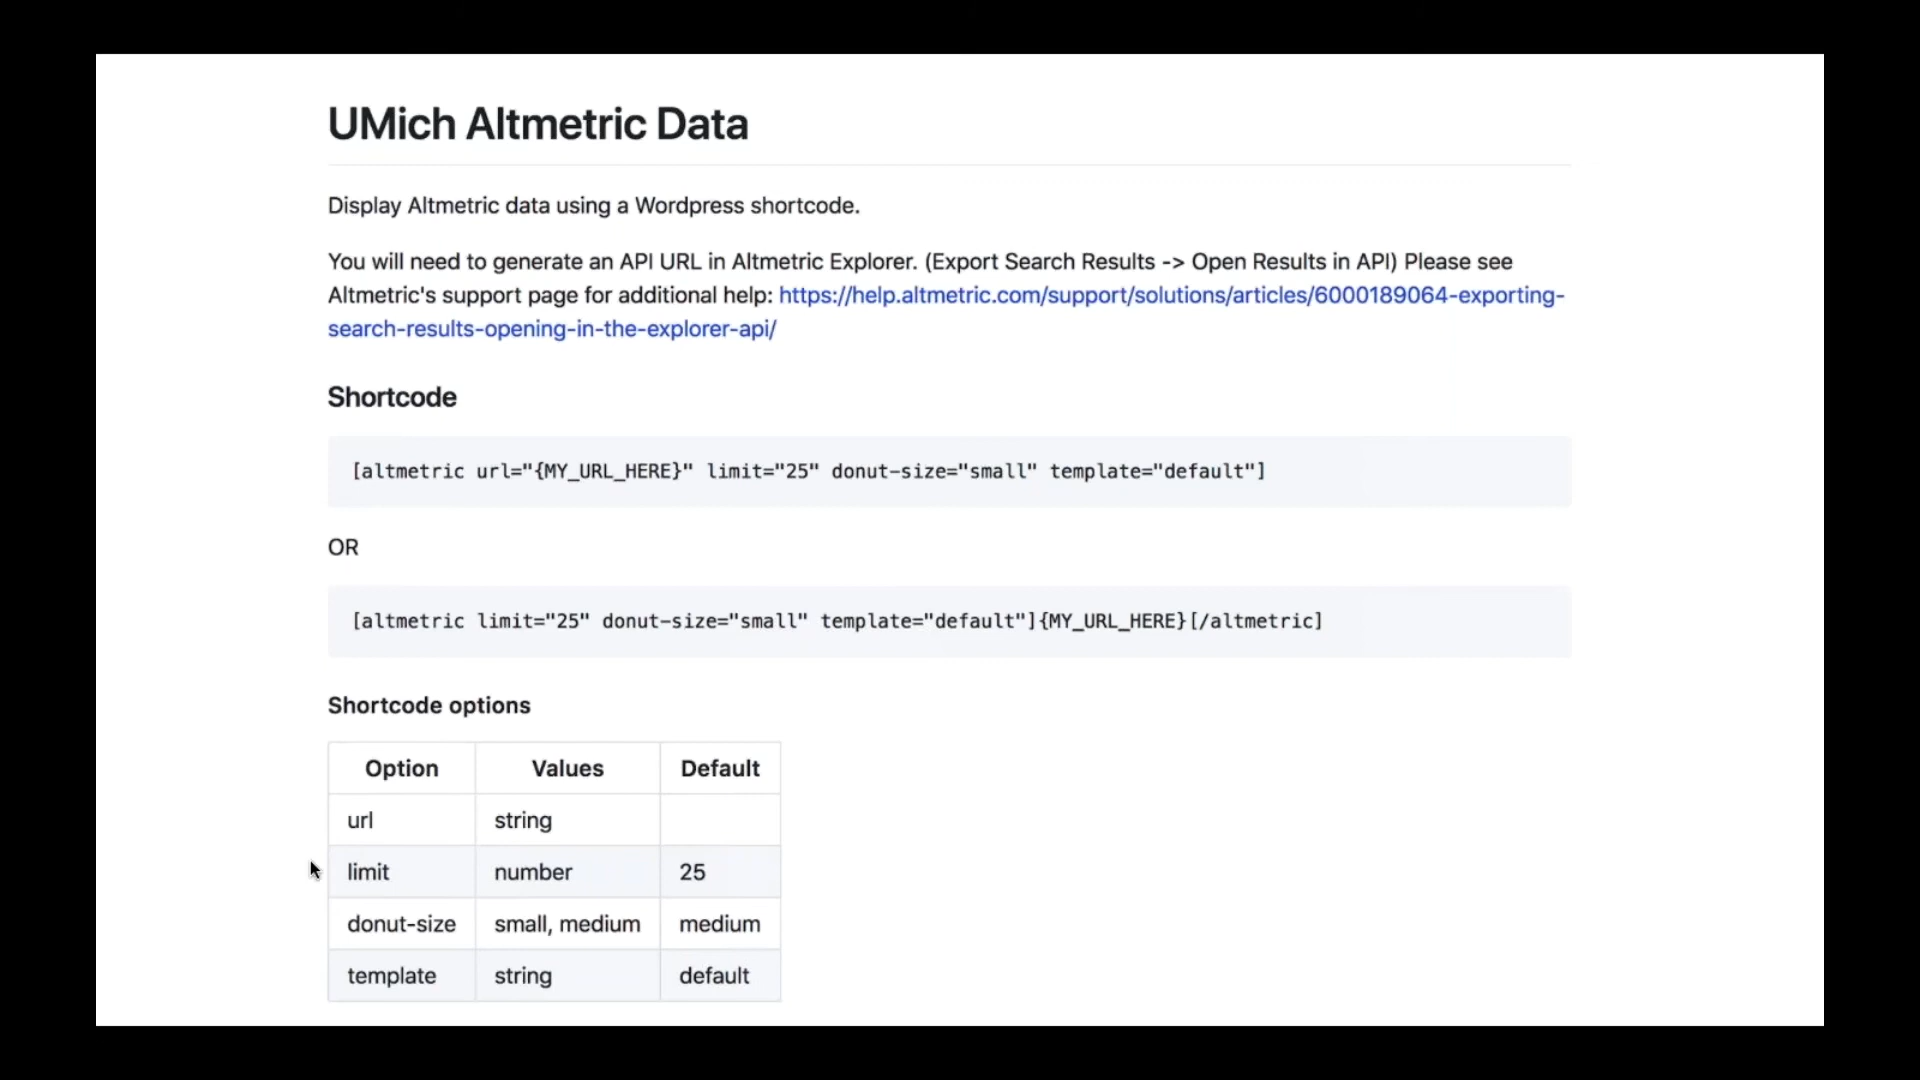 UMich Altmetric Data
Display Altmetric data using a Wordpress shortcode.
You will need to generate an API URL in Altmetric Explorer. (Export Search Results -> Open Results in API) Please see
Altmetric's support page for additional help: https://help.altmetric.com/support/solutions/articles/6000189064-exporting-
search-results-opening-in-the-explorer-api/
Shortcode
[altmetric url="{MY_URL_HERE}" limit="25" donut-size="small" template="default"]
OR
[altmetric limit="25" donut-size="small" template="default"]{MY_URL_HERE}[/altmetric]
Shortcode options
Option Values Default
url string
limit number 25
donut-size small, medium medium
template string default